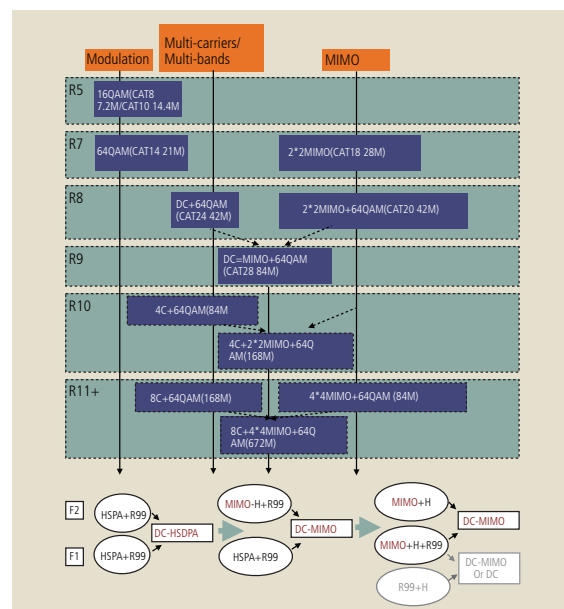 Multi-carriers/
Multi-bands
Modulation
MIMO
R5
16QAM(CAT8
7.2M/CAT10 14.4M
R7
64QAM(CAT14 21M)
2*2MIMO(CAT18 28M)
R8
DC+64QAM
(CAT24 42M)
2*2MIMO+64QAM(CAT20 42M)
R9
DC=MIMO+64QAM
(CAT28 84M)
R10
4C+64QAM(84M
4C+2*2MIMO+64Q
AM(168M)
R11+
8C+64QAM(168M)
4*4MIMO+64QAM (84M)
8C+4*4MIMO+64Q
AM(672M)
F2
HSPA+R99
DC-HSDPA
F1
HSPA+R99
MIMO-H+R99
DC-MIMO
HSPA+R99
MIMO+H
DC-MIMO
MIMO+H+R99
DC-MIMO
Or DC
R99+H